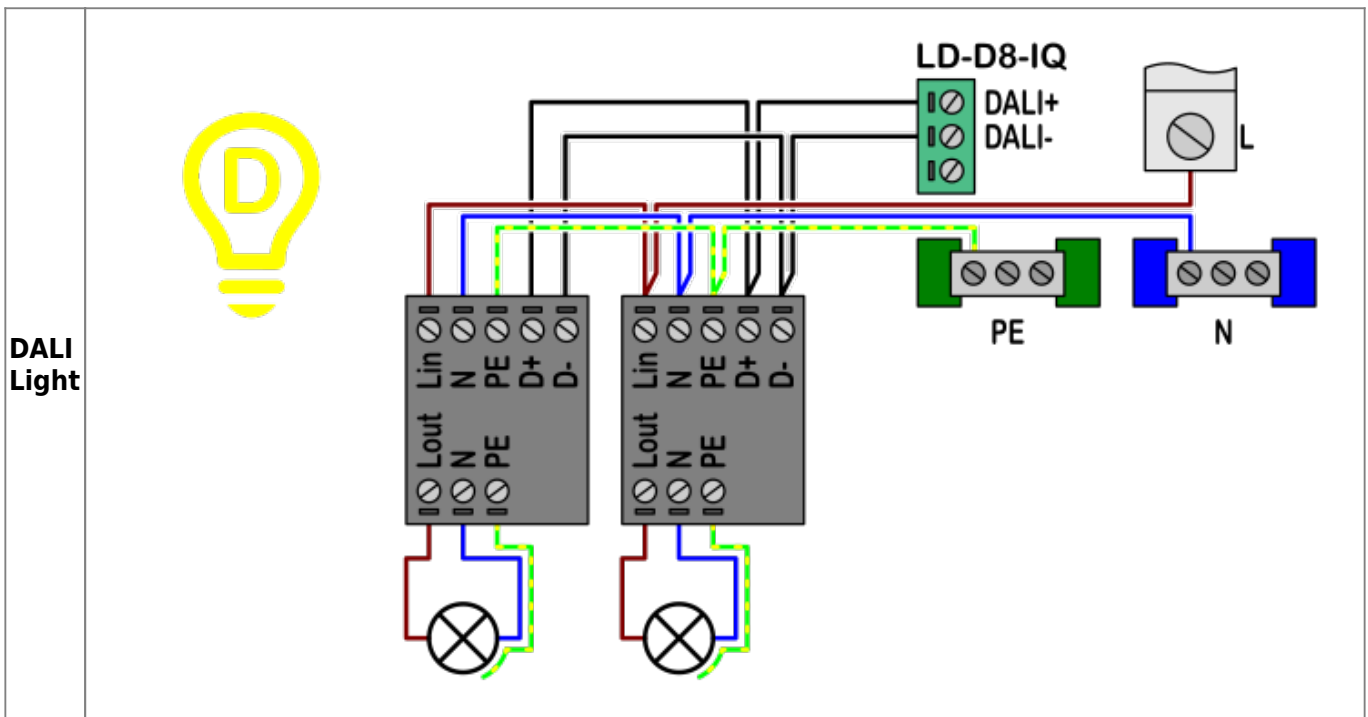 DALI
Light
D
LD-D8-IQ
DALI+
DALI-
L
PE
N
Lin
N
PE
D+
D-
Lout
N
PE
Lin
N
PE
D+
D-
Lout
N
PE